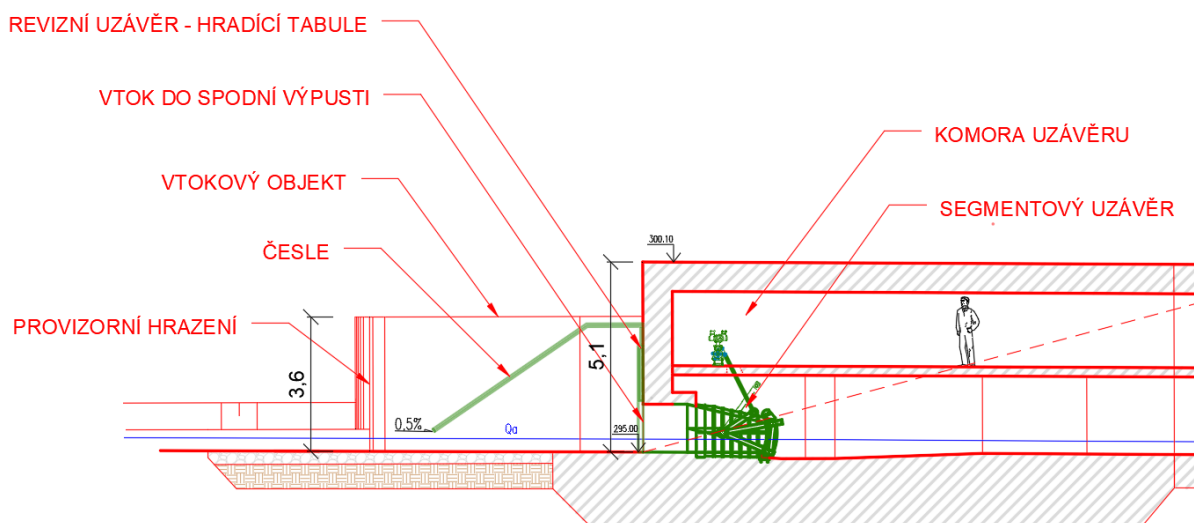 REVIZNÍ UZÁVĚR - HRADÍCÍ TABULE
VTOK DO SPODNÍ VÝPUSTI
KOMORA UZÁVĚRU
VTOKOVÝ OBJEKT
SEGMENTOVÝ UZÁVĚR
ČESLE
300.10
PROVIZORNÍ HRAZENÍ
5,1
3,6
0.5%
Qa
295.00